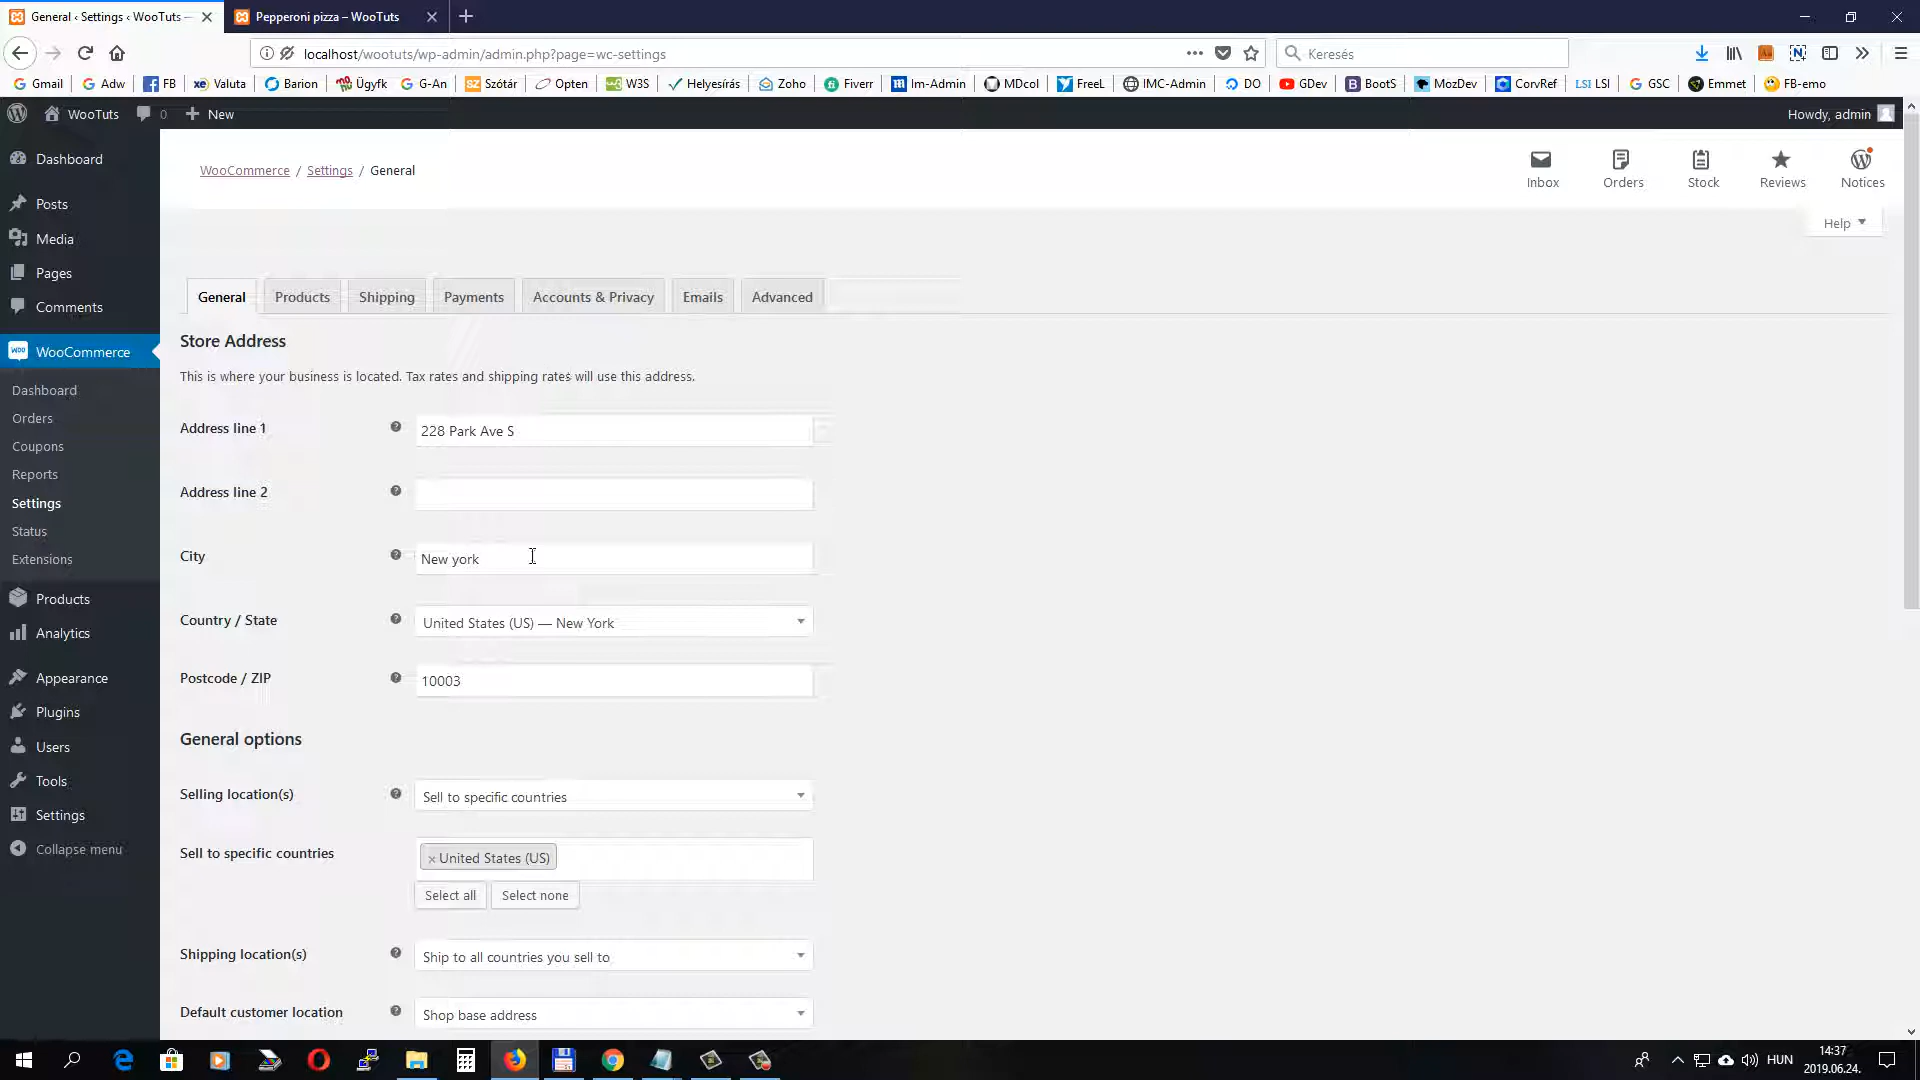 General ‹ Settings ‹ WooTuts —
Pepperoni pizza – WooTuts
localhost/wootuts/wp-admin/admin.php?page=wc-settings
Keresés
Gmail
Adw
FB
Valuta
Barion
Ügyfk
G-An
Szótár
Opten
W3S
Helyesírás
Zoho
Fiverr
Im-Admin
MDcol
FreeL
IMC-Admin
DO
GDev
BootS
MozDev
CorvRef
LSI LSI
GSC
Emmet
FB-emo
WooTuts
0
New
Howdy, admin
Dashboard
Posts
Media
Pages
Comments
WooCommerce
Dashboard
Orders
Coupons
Reports
Settings
Status
Extensions
Products
Analytics
Appearance
Plugins
Users
Tools
Settings
Collapse menu
WooCommerce / Settings / General
Inbox
Orders
Stock
Reviews
Notices
Help
General
Products
Shipping
Payments
Accounts & Privacy
Emails
Advanced
Store Address
This is where your business is located. Tax rates and shipping rates will use this address.
Address line 1
228 Park Ave S
Address line 2
City
New york
Country / State
United States (US) — New York
Postcode / ZIP
10003
General options
Selling location(s)
Sell to specific countries
Sell to specific countries
×United States (US)
Select all
Select none
Shipping location(s)
Ship to all countries you sell to
Default customer location
Shop base address
HUN
14:37
2019.06.24.